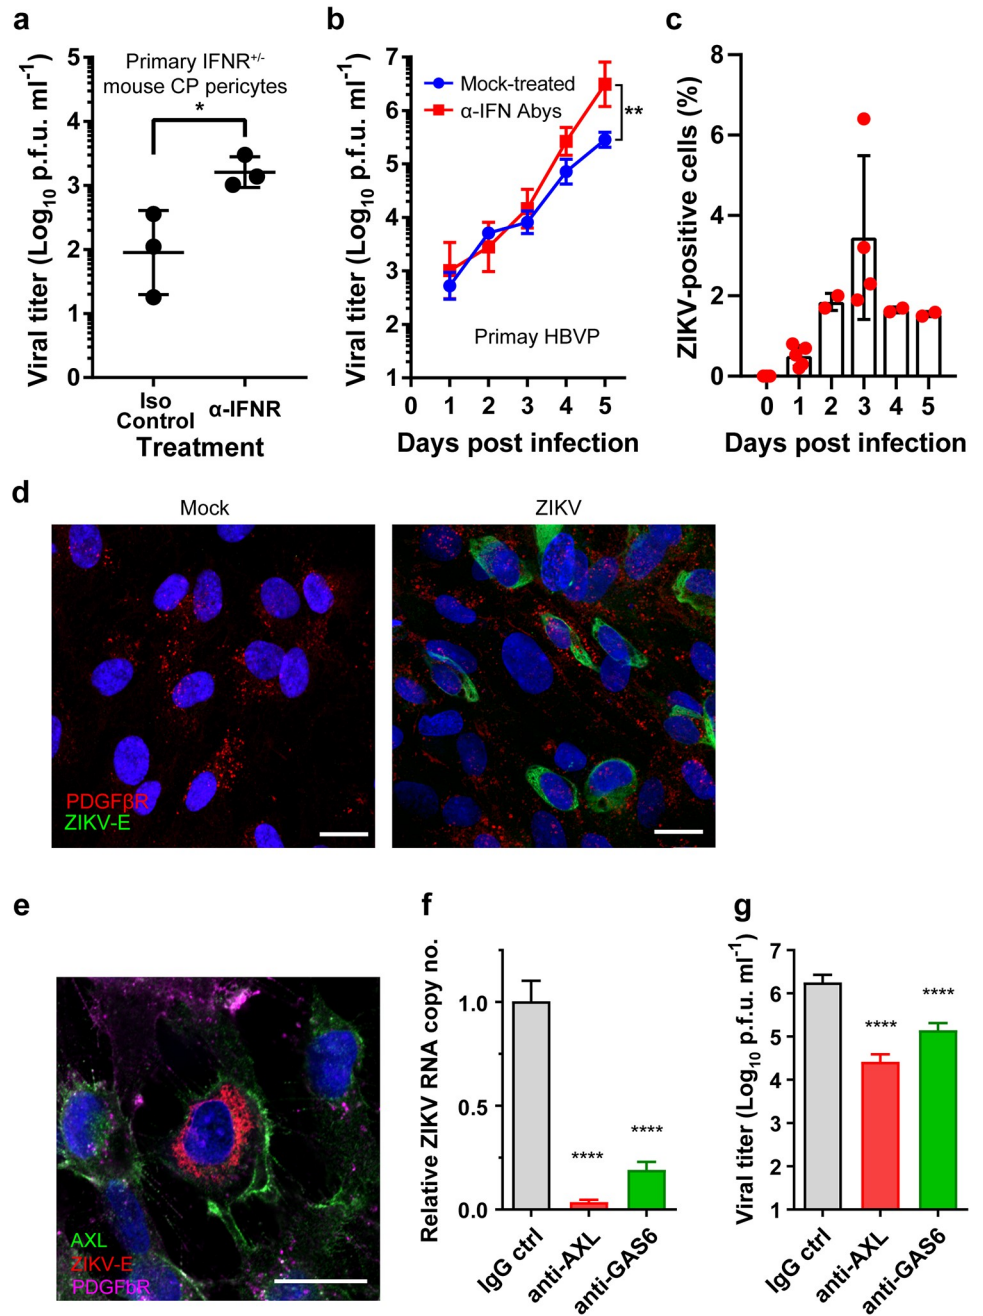 a
Viral titer (Log10 p.f.u. ml-1)
5
4
3
2
1
0
Primary IFNR+/-
mouse CP pericytes
*
Iso
Control
α-IFNR
Treatment
b
Viral titer (Log10 p.f.u. ml-1)
7
6
5
4
3
2
1
Mock-treated
α-IFN Abys
**
Primay HBVP
0 1 2 3 4 5
Days post infection
c
ZIKV-positive cells (%)
8
6
4
2
0
0 1 2 3 4 5
Days post infection
d
Mock
ZIKV
PDGFβR
ZIKV-E
e
AXL
ZIKV-E
PDGFbR
f
Relative ZIKV RNA copy no.
1.0
0.5
0.0
****
****
IgG ctrl
anti-AXL
anti-GAS6
g
Viral titer (Log10 p.f.u. ml-1)
7
6
5
4
3
2
1
****
****
IgG ctrl
anti-AXL
anti-GAS6